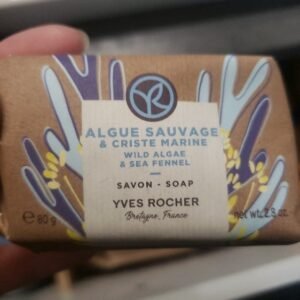 ALGUE SAUVAGE
& CRISTE MARINE
WILD ALGAE
& SEA FENNEL
SAVON - SOAP
YVES ROCHER
Bretagne, France
e 80 g
net wt. 2.8 oz.